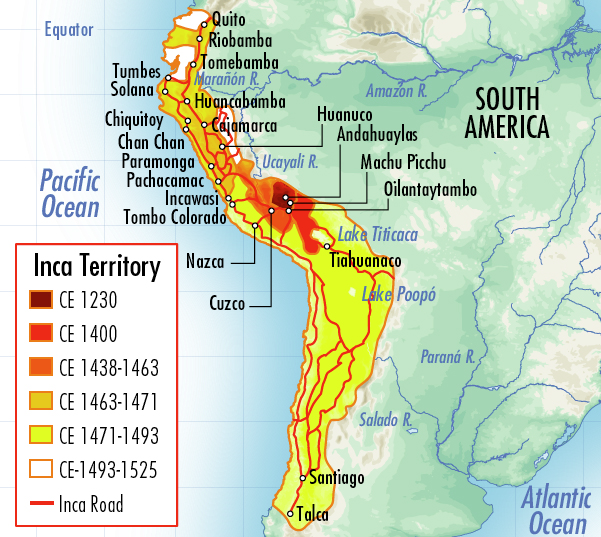 Quito
Equator
Riobamba
Tomebamba
Tumbes
Marañón R.
Solana
Amazon R.
Huancabamba
SOUTH
AMERICA
Chiquitoy
Cajamarca
Huanuco
Chan Chan
Andahuaylas
Paramonga
Ucayali R.
Machu Picchu
Pacific
Ocean
Pachacamac
Oilantaytambo
Incawasi
Tombo Colorado
Lake Titicaca
Nazca
Tiahuanaco
Cuzco
Lake Poopó
Inca Territory
CE 1230
CE 1400
CE 1438-1463
CE 1463-1471
CE 1471-1493
CE-1493-1525
Inca Road
Paraná R.
Salado R.
Santiago
Talca
Atlantic
Ocean